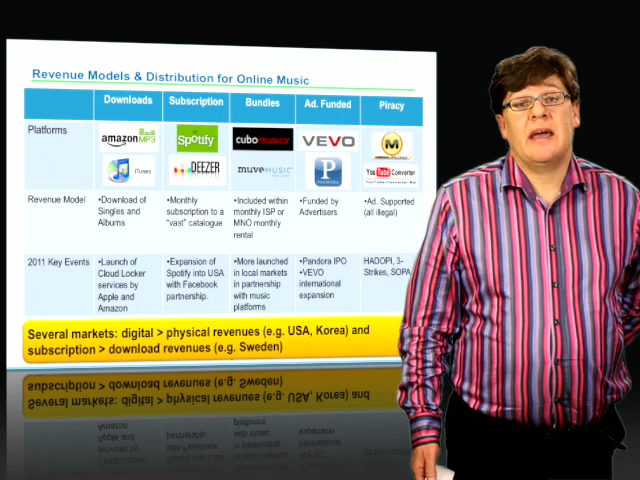 Revenue Models & Distribution for Online Music
Downloads Subscription Bundles Ad. Funded Piracy
Platforms
amazon MP3
Spotify
cubomusica
VEVO
M
iTunes
DEEZER
muveMUSIC
P
PANDORA
YouTube Converter
Revenue Model
•Download of
Singles and
Albums
•Monthly
subscription to a
"vast" catalogue
•Included within
monthly ISP or
MNO monthly
rental
•Funded by
Advertisers
•Ad. Supported
(all illegal)
2011 Key Events
•Launch of
Cloud Locker
services by
Apple and
Amazon
•Expansion of
Spotify into USA
with Facebook
partnership.
•More launched
in local markets
in partnership
with music
platforms
•Pandora IPO
•VEVO
international
expansion
HADOPI, 3-
Strikes, SOPA
Several markets: digital > physical revenues (e.g. USA, Korea) and
subscription > download revenues (e.g. Sweden)